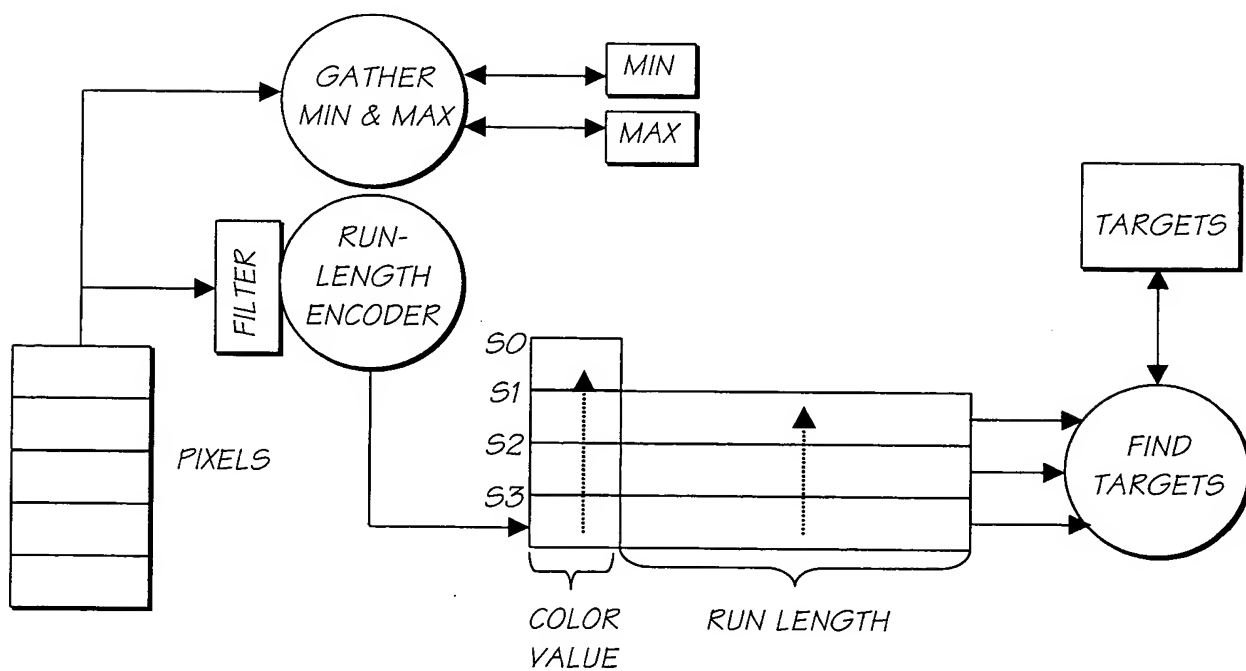 GATHER
MIN & MAX
MIN
MAX
TARGETS
FILTER
RUN-
LENGTH
ENCODER
S0
S1
S2
S3
PIXELS
FIND
TARGETS
COLOR
VALUE
RUN LENGTH